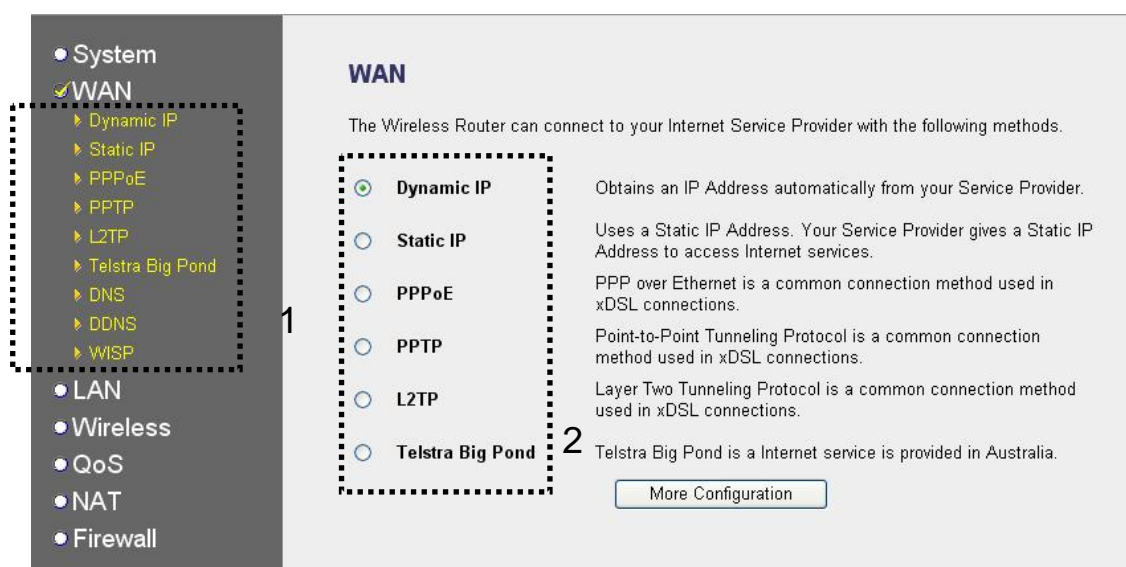 System
WAN
Dynamic IP
Static IP
PPPoE
PPTP
L2TP
Telstra Big Pond
DNS
DDNS
WISP
LAN
Wireless
QoS
NAT
Firewall
1
WAN
The Wireless Router can connect to your Internet Service Provider with the following methods.
Dynamic IP Obtains an IP Address automatically from your Service Provider.
Static IP Uses a Static IP Address. Your Service Provider gives a Static IP
Address to access Internet services.
PPPoE PPP over Ethernet is a common connection method used in
xDSL connections.
PPTP Point-to-Point Tunneling Protocol is a common connection
method used in xDSL connections.
L2TP Layer Two Tunneling Protocol is a common connection method
used in xDSL connections.
Telstra Big Pond 2 Telstra Big Pond is a Internet service is provided in Australia.
More Configuration